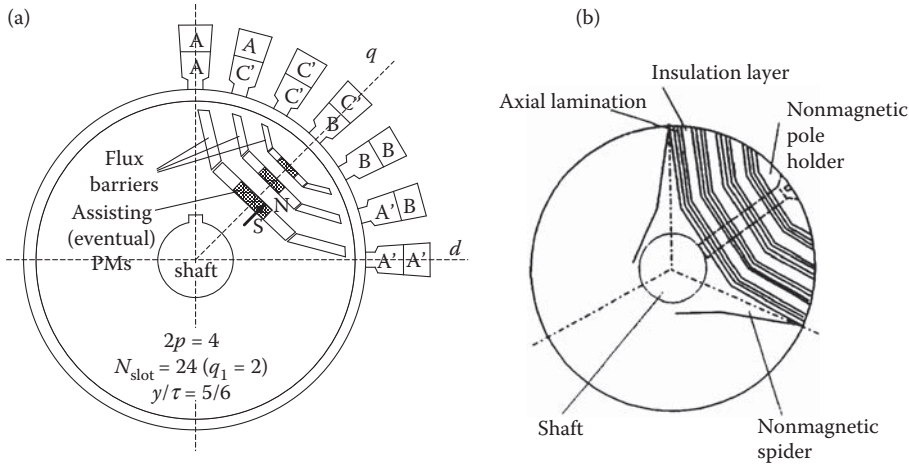 (a)
A
A
A
C'
C'
C'
q
C'
B
B
B
B
A'
A'
A'
d
Flux
barriers
Assisting
(eventual)
PMs
N
S
shaft
2p = 4
N_slot = 24 (q_1 = 2)
y/τ = 5/6
(b)
Insulation layer
Axial lamination
Nonmagnetic
pole
holder
Shaft
Nonmagnetic
spider